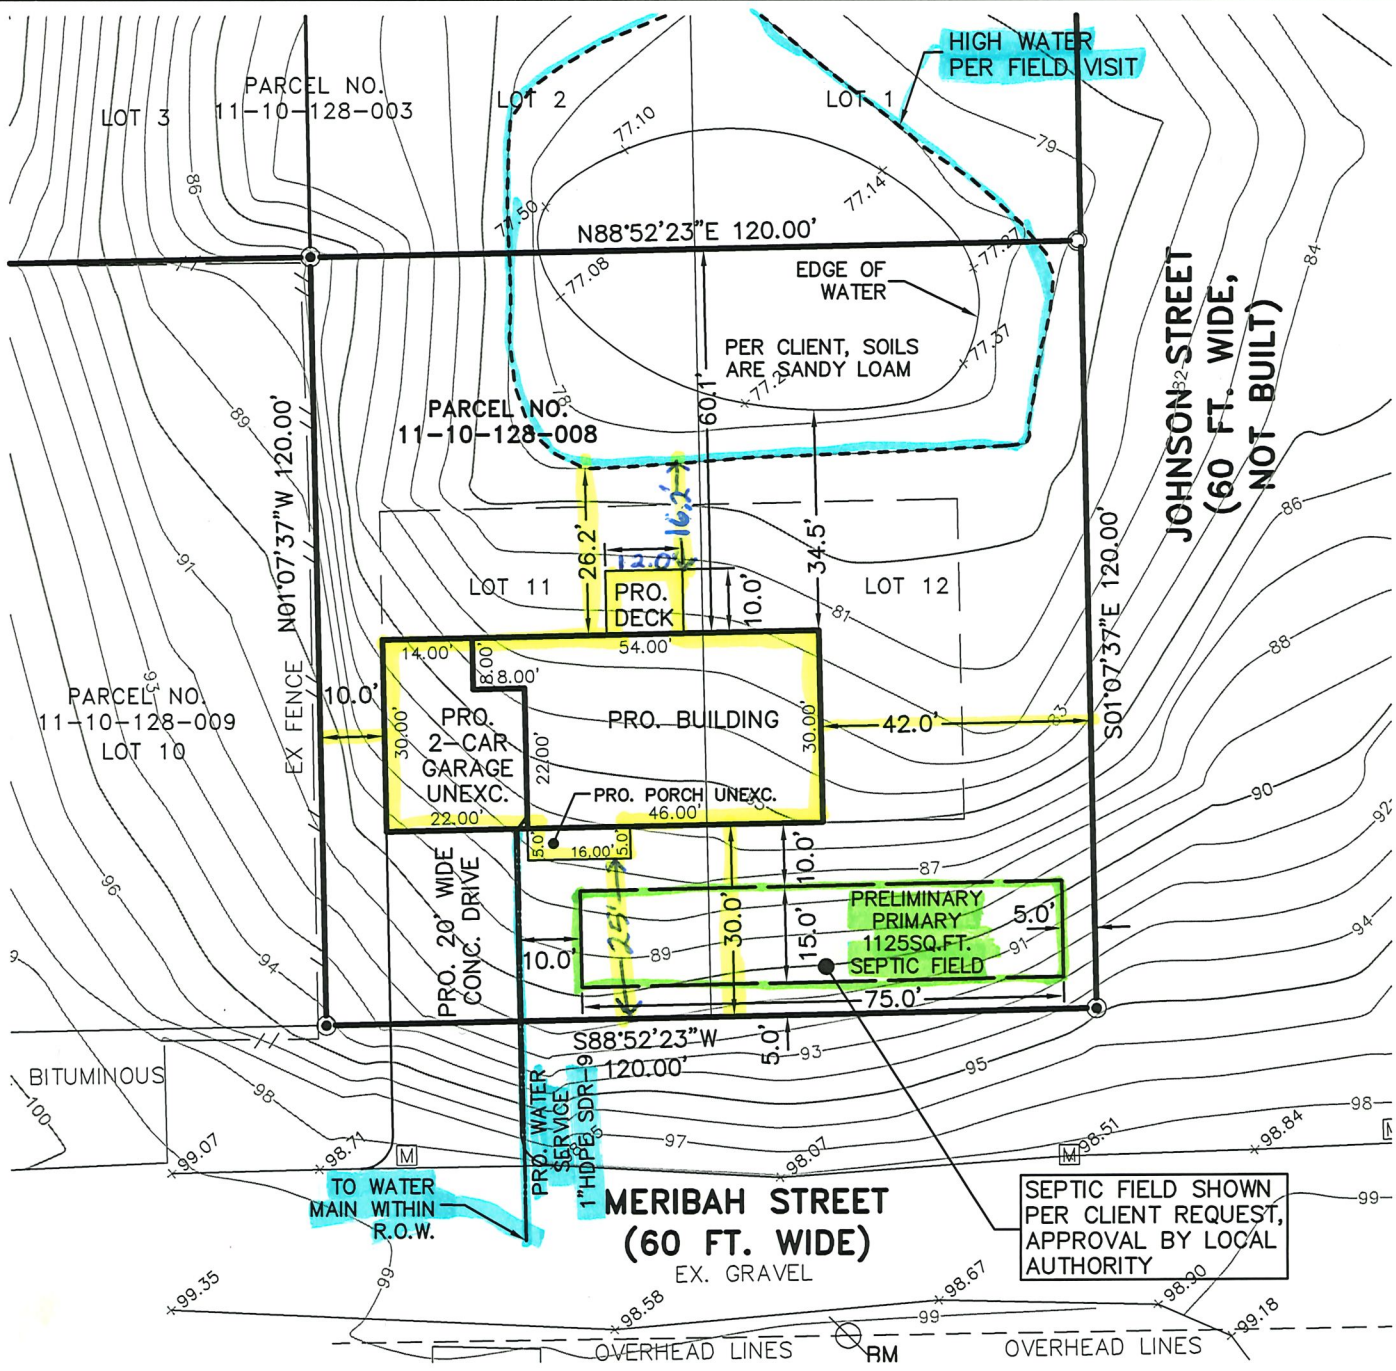 HIGH WATER
PER FIELD VISIT
PARCEL NO.
11-10-128-003
LOT 3
LOT 2
LOT 1
77.10
79
86
77.14
77.50
N88°52'23"E 120.00'
77.27
84
77.08
EDGE OF
WATER
JOHNSON STREET
(60 FT. WIDE,
NOT BUILT)
82
PER CLIENT, SOILS
ARE SANDY LOAM
77.37
77.2
78
60.1'
89
PARCEL NO.
11-10-128-008
N01°07'37"W 120.00'
EX FENCE
S01°07'37"E 120.00'
86
91
26.2'
16.2'
34.5'
12.0'
LOT 11
PRO.
DECK
10.0'
LOT 12
81
88
14.00'
8.00'
8.00'
54.00'
93
PARCEL NO.
11-10-128-009
LOT 10
10.0'
30.00'
PRO.
2-CAR
GARAGE
UNEXC.
22.00'
PRO. BUILDING
30.00'
42.0'
83
PRO. PORCH UNEXC.
22.00'
46.00'
90
92
5.0'
16.00'
5.0'
10.0'
87
96
PRO. 20' WIDE
CONC. DRIVE
PRELIMINARY
PRIMARY
1125SQ.FT.
SEPTIC FIELD
5.0'
91
94
94
10.0'
25'
89
30.0'
15.0'
75.0'
S88°52'23"W
120.00'
5.0'
93
95
BITUMINOUS
100
98
PRO. WATER
SERVICE
1"HDPE SDR-9
97
98
98.84
99.07
98.71
M
98.07
98.51
M
TO WATER
MAIN WITHIN
R.O.W.
MERIBAH STREET
(60 FT. WIDE)
EX. GRAVEL
SEPTIC FIELD SHOWN
PER CLIENT REQUEST,
APPROVAL BY LOCAL
AUTHORITY
99
99.35
99
98.58
98.67
99
98.90
99.18
OVERHEAD LINES
BM
OVERHEAD LINES